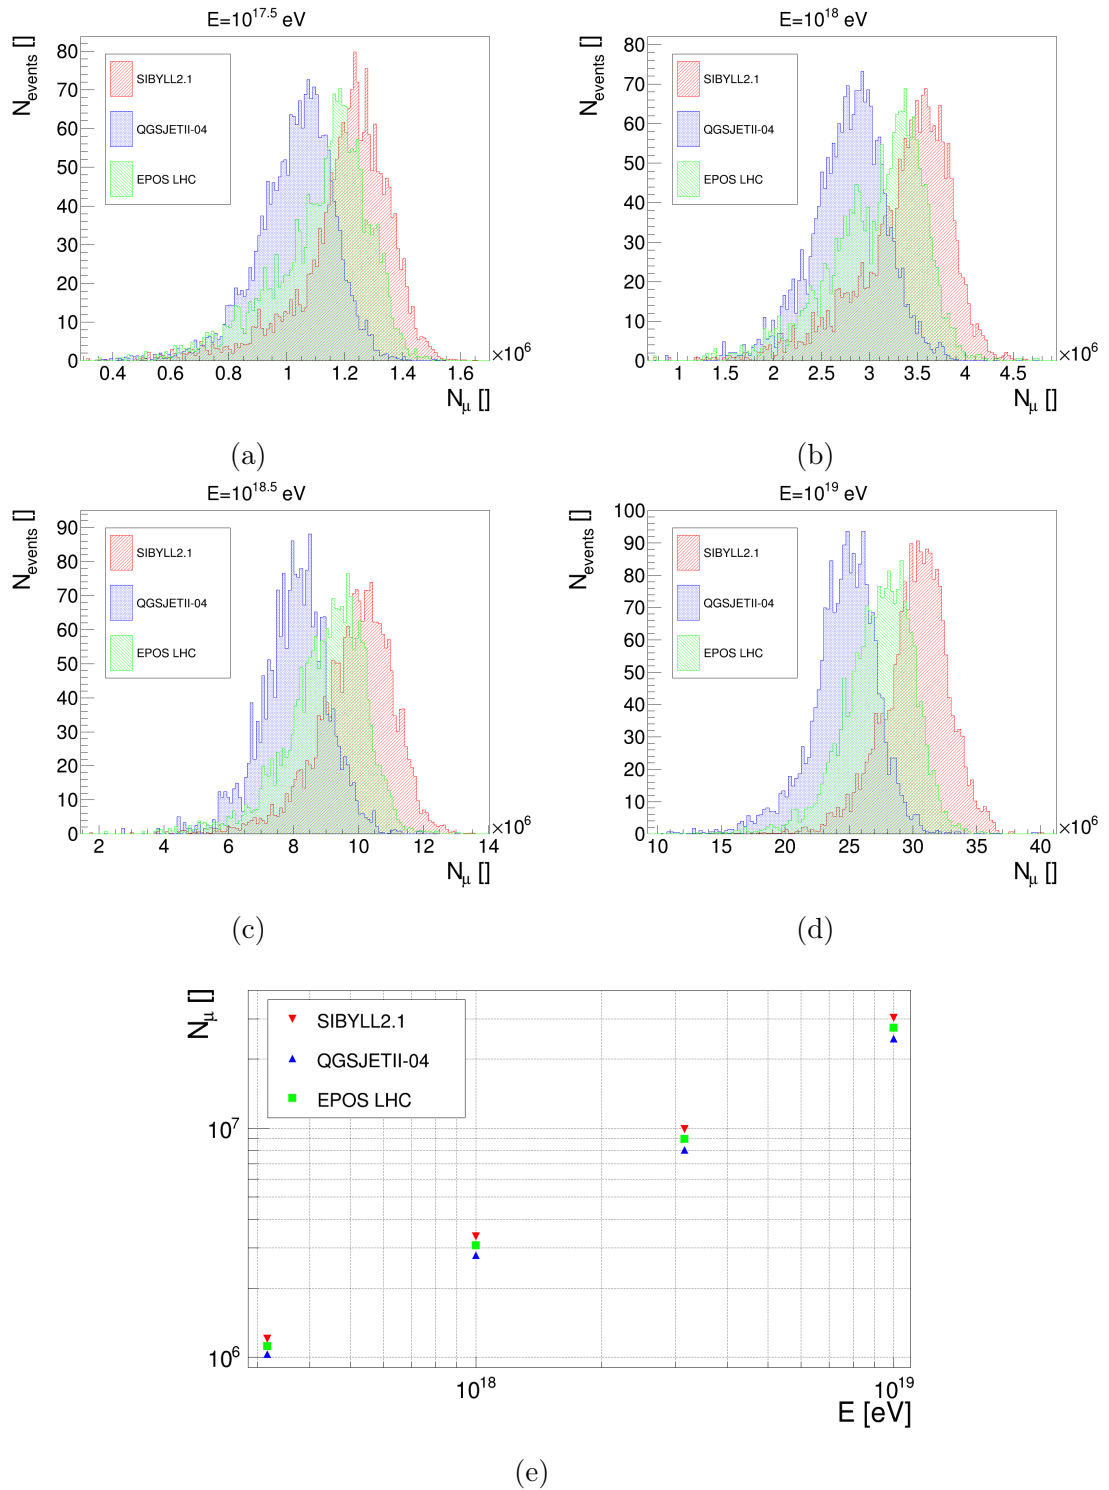 E=10^17.5 eV
N_events []
80
70
60
50
40
30
20
10
0
SIBYLL2.1
QGSJETII-04
EPOS LHC
0.4 0.6 0.8 1 1.2 1.4 1.6
×10^6
N_μ []
(a)
E=10^18 eV
N_events []
80
70
60
50
40
30
20
10
0
SIBYLL2.1
QGSJETII-04
EPOS LHC
1 1.5 2 2.5 3 3.5 4 4.5
×10^6
N_μ []
(b)
E=10^18.5 eV
N_events []
90
80
70
60
50
40
30
20
10
0
SIBYLL2.1
QGSJETII-04
EPOS LHC
2 4 6 8 10 12 14
×10^6
N_μ []
(c)
E=10^19 eV
N_events []
100
90
80
70
60
50
40
30
20
10
0
SIBYLL2.1
QGSJETII-04
EPOS LHC
10 15 20 25 30 35 40
×10^6
N_μ []
(d)
N_μ []
SIBYLL2.1
QGSJETII-04
EPOS LHC
10^7
10^6
10^18 10^19
E [eV]
(e)